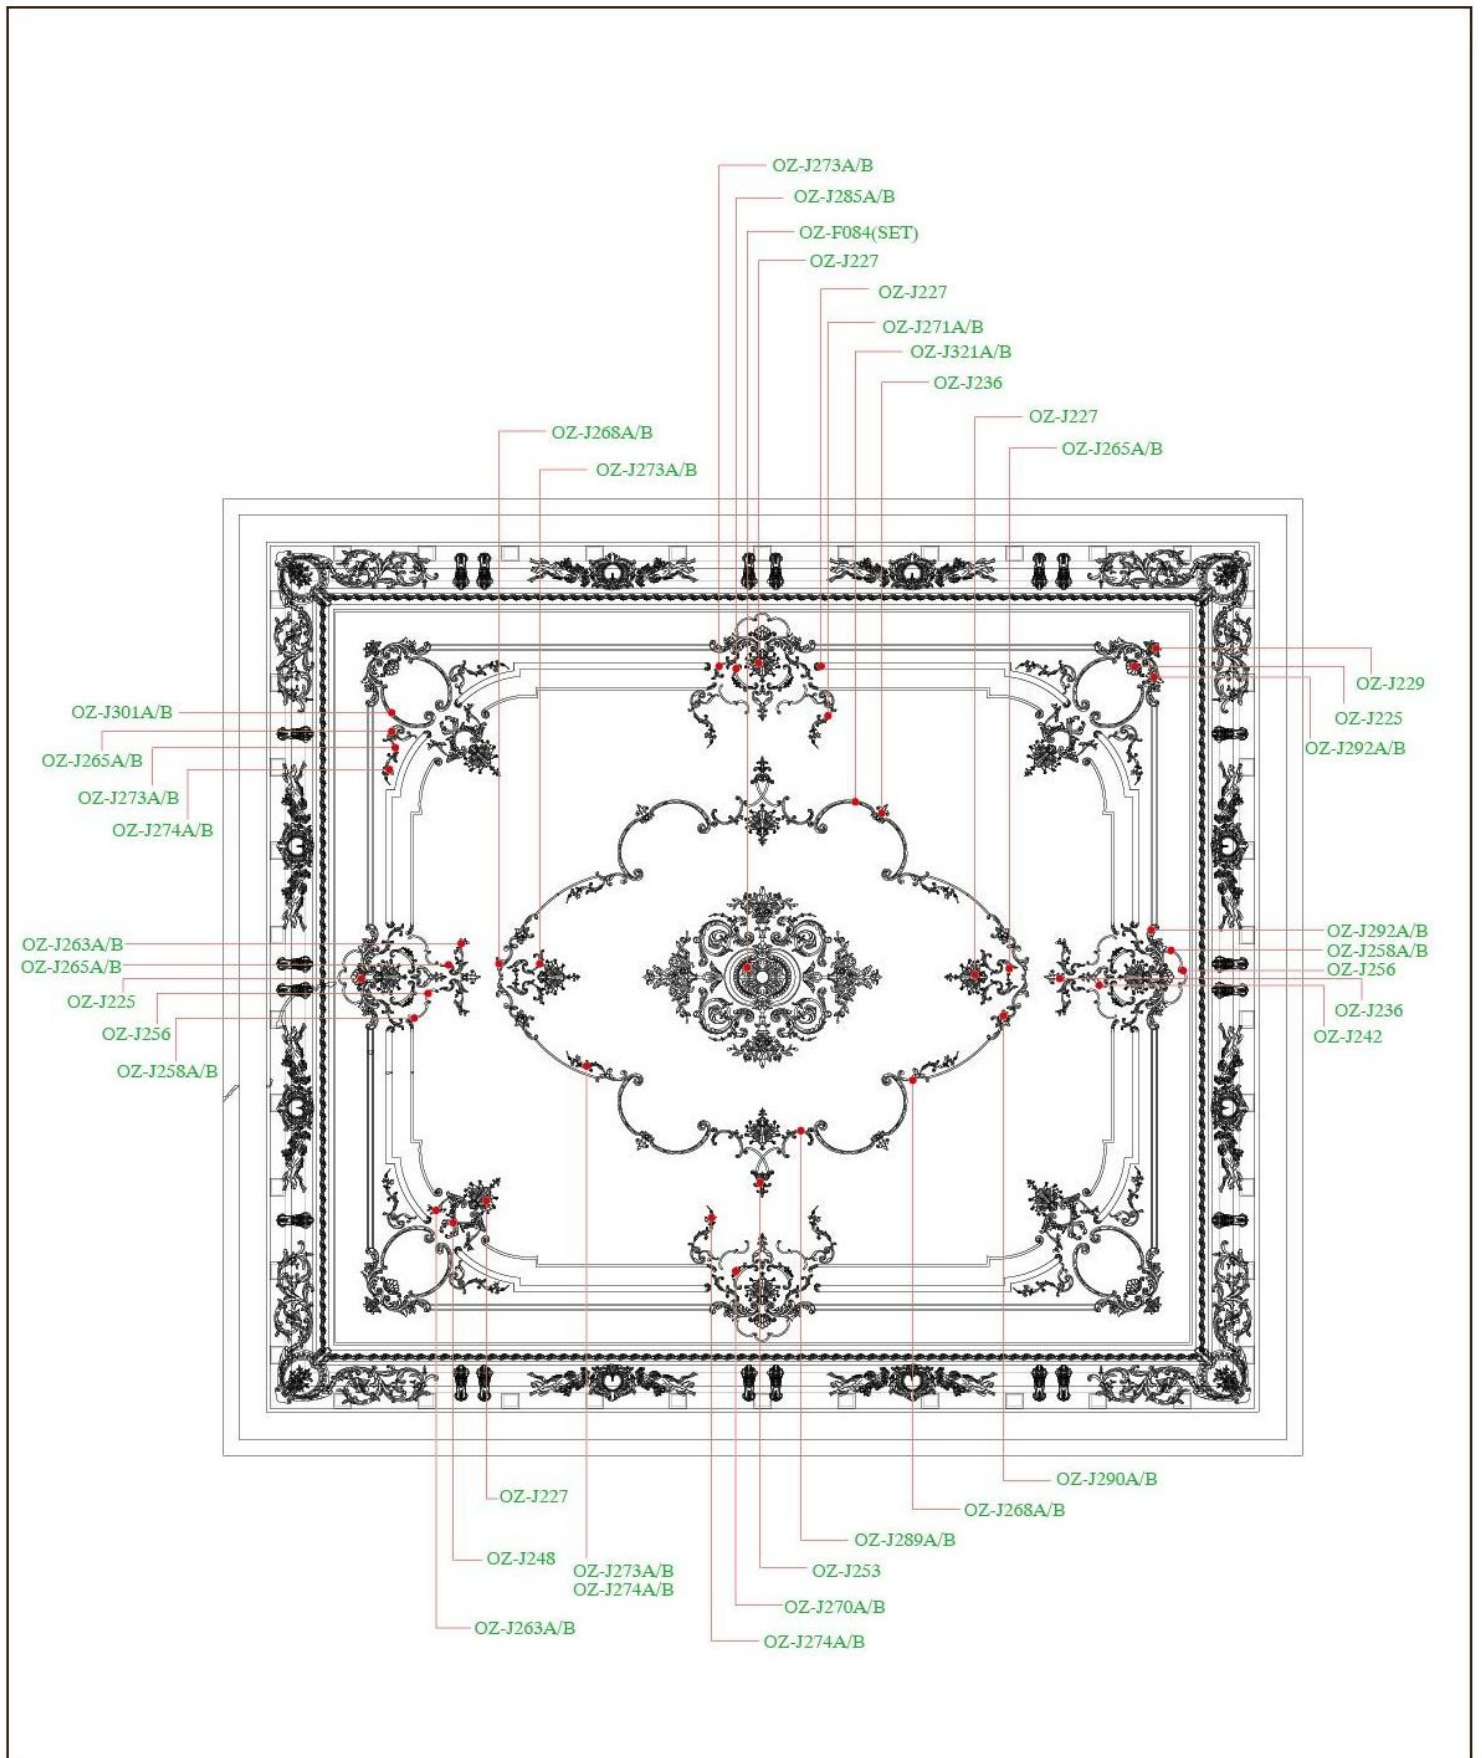 OZ-J273A/B
OZ-J285A/B
OZ-F084(SET)
OZ-J227
OZ-J227
OZ-J271A/B
OZ-J321A/B
OZ-J236
OZ-J227
OZ-J268A/B
OZ-J265A/B
OZ-J273A/B
OZ-J229
OZ-J301A/B
OZ-J225
OZ-J292A/B
OZ-J265A/B
OZ-J273A/B
OZ-J274A/B
OZ-J263A/B
OZ-J265A/B
OZ-J225
OZ-J256
OZ-J258A/B
OZ-J292A/B
OZ-J258A/B
OZ-J256
OZ-J236
OZ-J242
OZ-J290A/B
OZ-J227
OZ-J268A/B
OZ-J289A/B
OZ-J248
OZ-J273A/B
OZ-J274A/B
OZ-J253
OZ-J270A/B
OZ-J263A/B
OZ-J274A/B